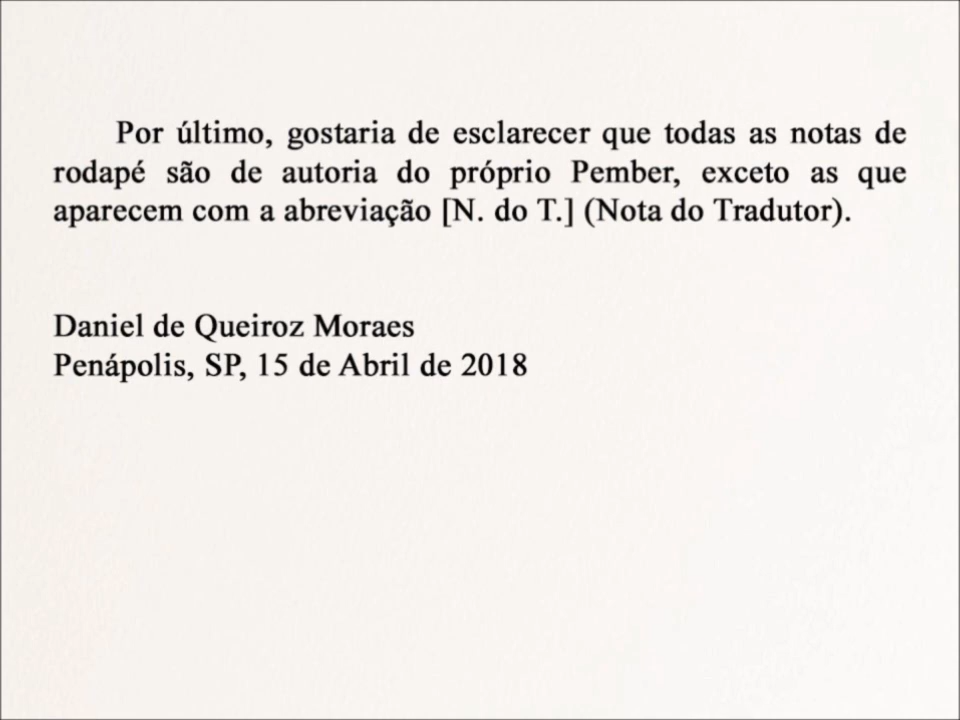 Por último, gostaria de esclarecer que todas as notas de
rodapé são de autoria do próprio Pember, exceto as que
aparecem com a abreviação [N. do T.] (Nota do Tradutor).
Daniel de Queiroz Moraes
Penápolis, SP, 15 de Abril de 2018